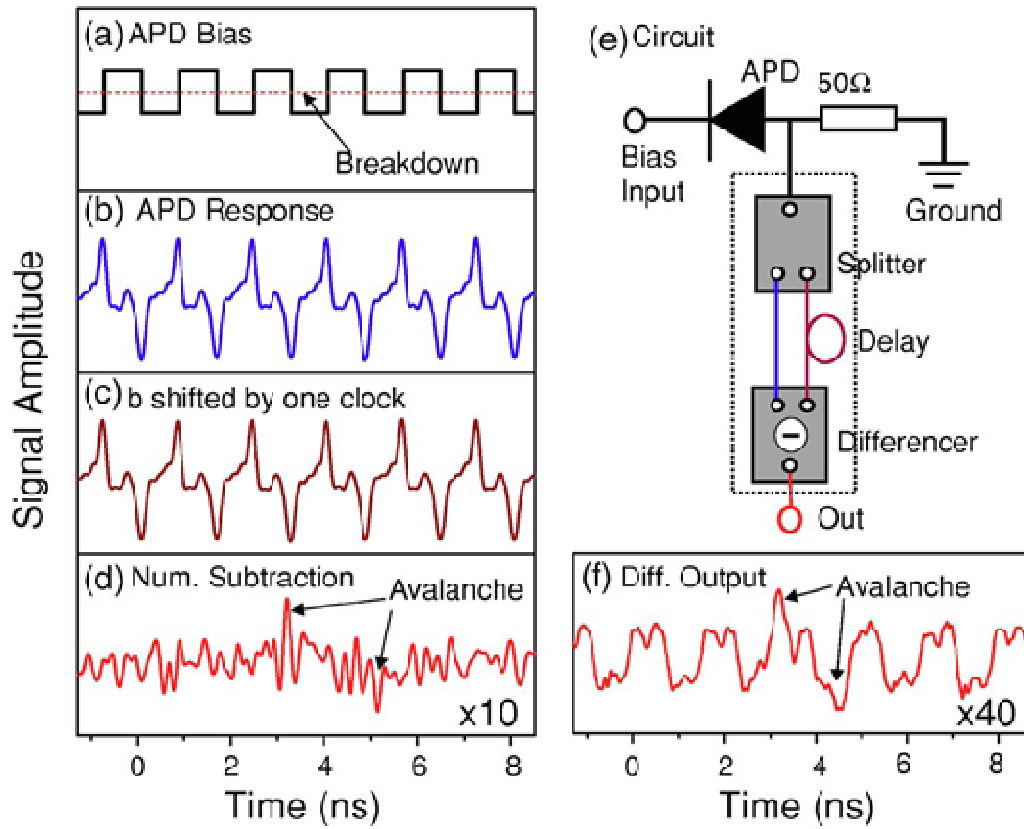 (a) APD Bias
Breakdown
(b) APD Response
(c) b shifted by one clock
(d) Num. Subtraction
Avalanche
x10
Signal Amplitude
0 2 4 6 8
Time (ns)
(e) Circuit
APD
50Ω
Bias
Input
Ground
Splitter
Delay
Differencer
−
Out
(f) Diff. Output
Avalanche
x40
0 2 4 6 8
Time (ns)